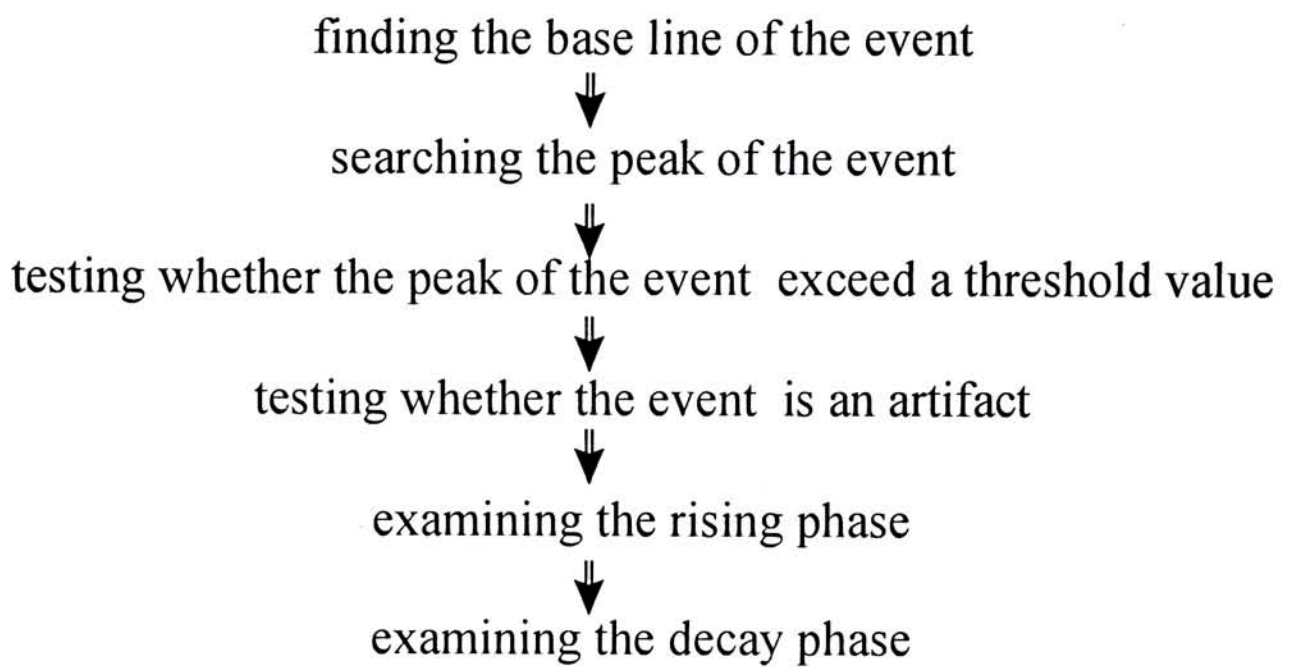 finding the base line of the event
searching the peak of the event
testing whether the peak of the event exceed a threshold value
testing whether the event is an artifact
examining the rising phase
examining the decay phase